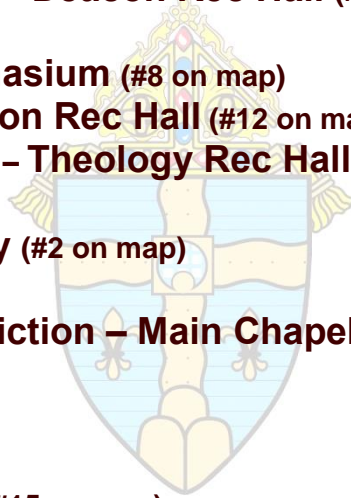 Rec Hall
asium (#8 on map)
on Rec Hall (#12 on ma
– Theology Rec Hall
y (#2 on map)
iction – Main Chapel